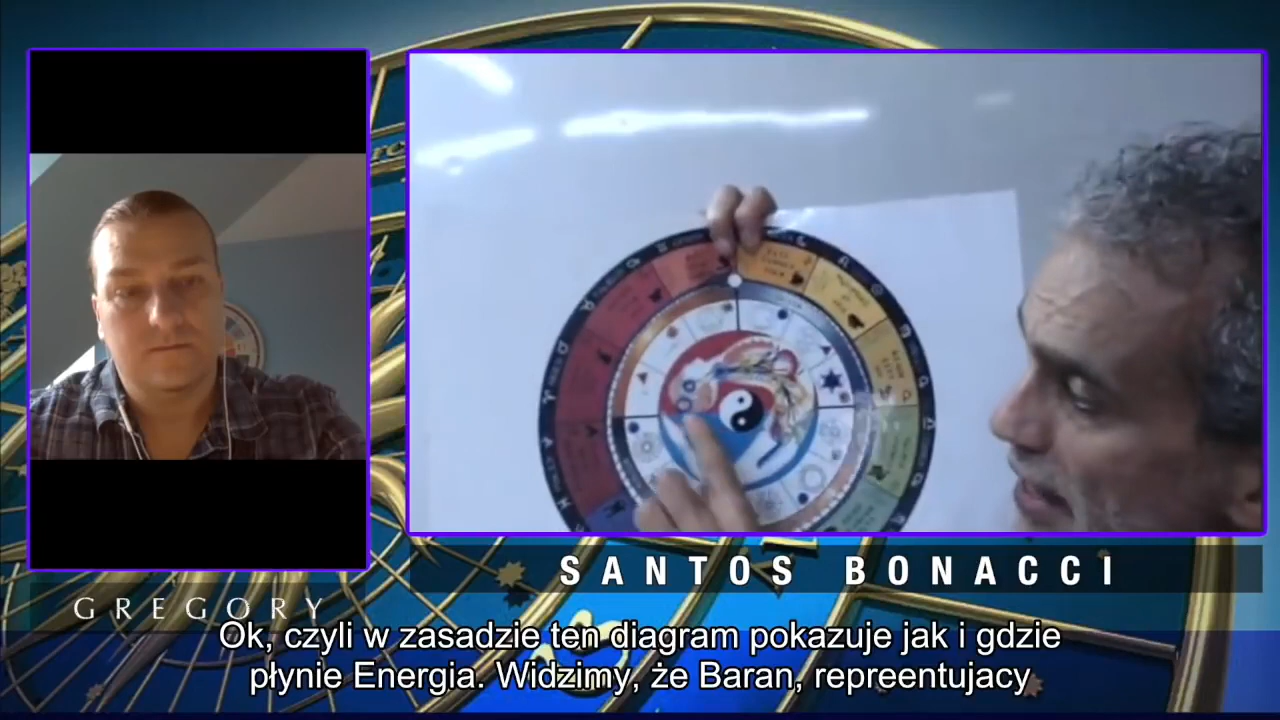 SANTOS BONACCI
GREGORY
Ok, czyli w zasadzie ten diagram pokazuje jak i gdzie
płynie Energia. Widzimy, że Baran, repreentujacy